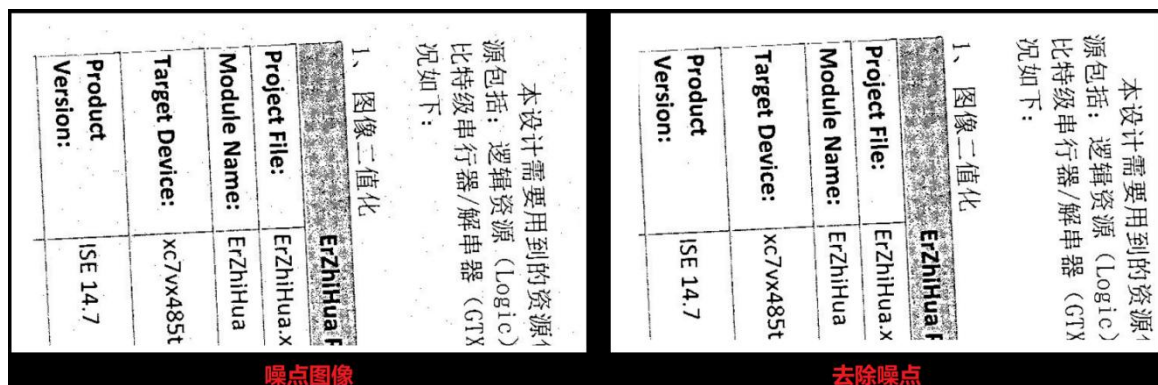 本设计需要用到的资源
源包括：逻辑资源（Logic）
比特级串行器/解串器（GTX
况如下：
1、图像二值化
ErZhiHua
Project File: ErZhiHua.x
Module Name: ErZhiHua
Target Device: xc7vx485t
Product ISE 14.7
Version:
噪点图像
本设计需要用到的资源
源包括：逻辑资源（Logic）
比特级串行器/解串器（GTX
况如下：
1、图像二值化
ErZhiHua
Project File: ErZhiHua.x
Module Name: ErZhiHua
Target Device: xc7vx485t
Product ISE 14.7
Version:
去除噪点